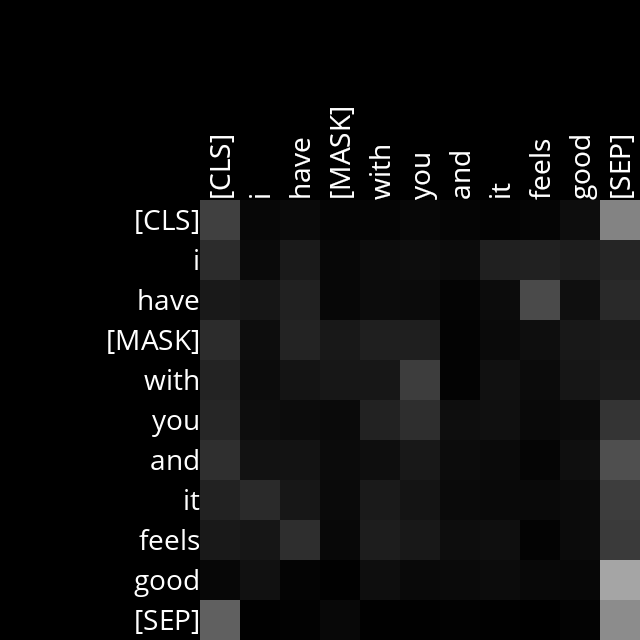 [CLS] i have [MASK] with you and it feels good [SEP]
[CLS]
i
have
[MASK]
with
you
and
it
feels
good
[SEP]